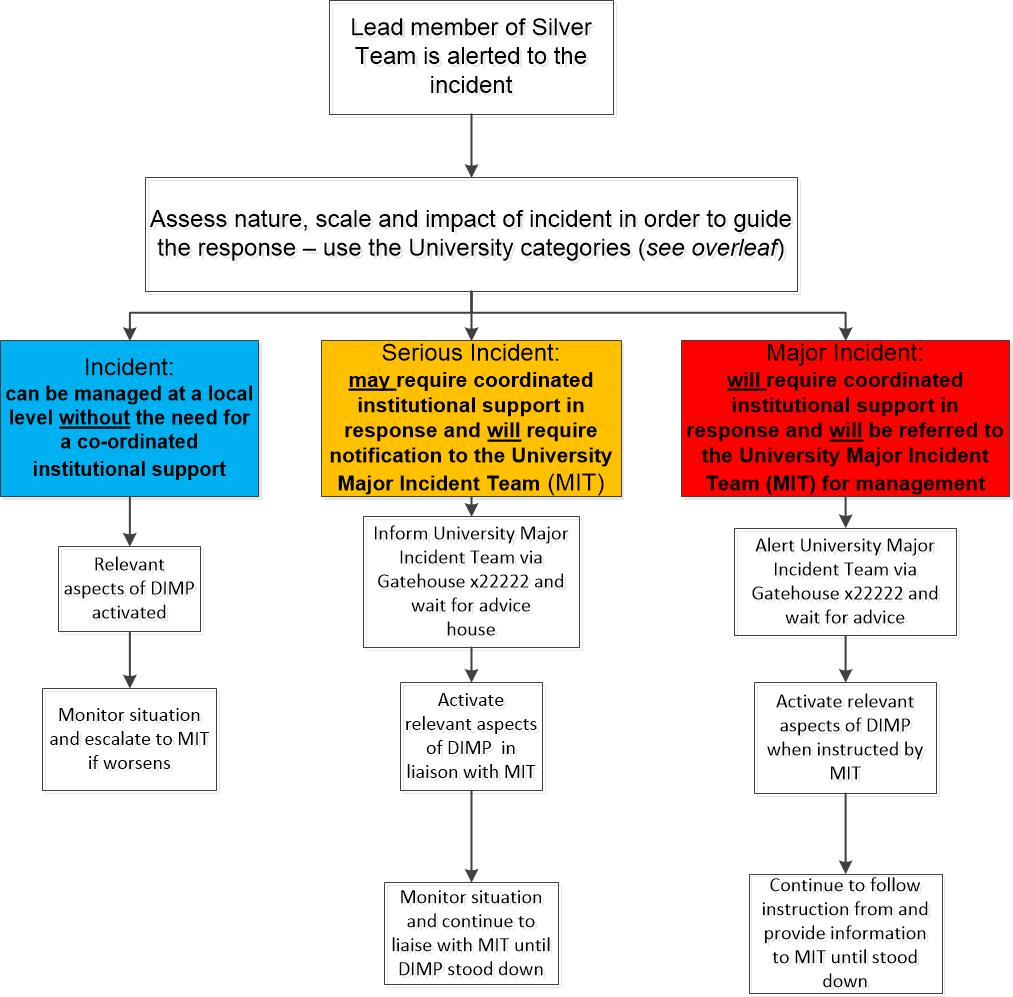 Lead member of Silver
Team is alerted to the
incident
Assess nature, scale and impact of incident in order to guide
the response – use the University categories (see overleaf)
Incident:
can be managed at a local
level without the need for
a co-ordinated
institutional support
Relevant
aspects of DIMP
activated
Monitor situation
and escalate to MIT
if worsens
Serious Incident:
may require coordinated
institutional support in
response and will require
notification to the University
Major Incident Team (MIT)
Inform University Major
Incident Team via
Gatehouse x22222 and
wait for advice
house
Activate
relevant aspects
of DIMP in
liaison with MIT
Monitor situation
and continue to
liaise with MIT until
DIMP stood down
Major Incident:
will require coordinated
institutional support in
response and will be referred to
the University Major Incident
Team (MIT) for management
Alert University Major
Incident Team via
Gatehouse x22222 and
wait for advice
Activate relevant
aspects of DIMP
when instructed by
MIT
Continue to follow
instruction from and
provide information
to MIT until stood
down